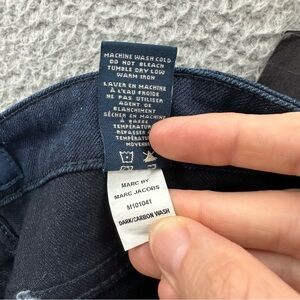 MACHINE WASH COLD
DO NOT BLEACH
TUMBLE DRY LOW
WARM IRON
LAVER EN MACHINE
À L'EAU FROIDE
NE PAS UTILISER
AGENT DE
BLANCHIMENT
SÉCHER EN MACHINE
À BASSE
TEMPÉRATURE
REPASSER
TEMPÉRATUR
MOYENNE
MARC BY
MARC JACOBS
M101041
DARK/CARBON WASH